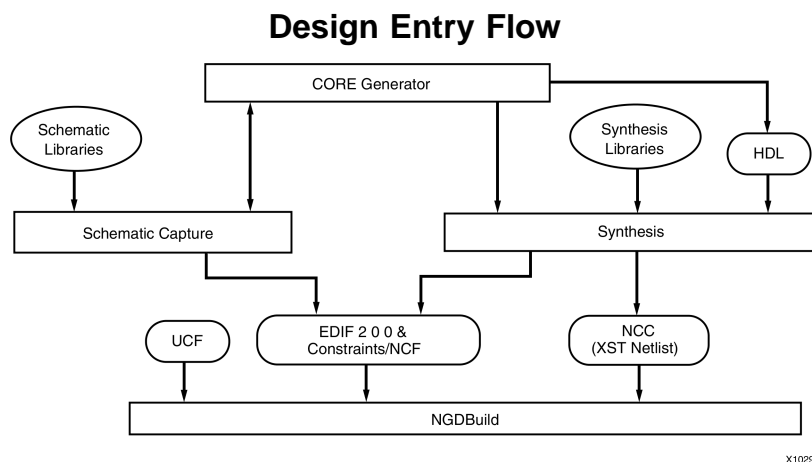 Design Entry Flow
CORE Generator
Schematic
Libraries
Synthesis
Libraries
HDL
Schematic Capture
Synthesis
UCF
EDIF 2 0 0 &
Constraints/NCF
NCC
(XST Netlist)
NGDBuild
X1029